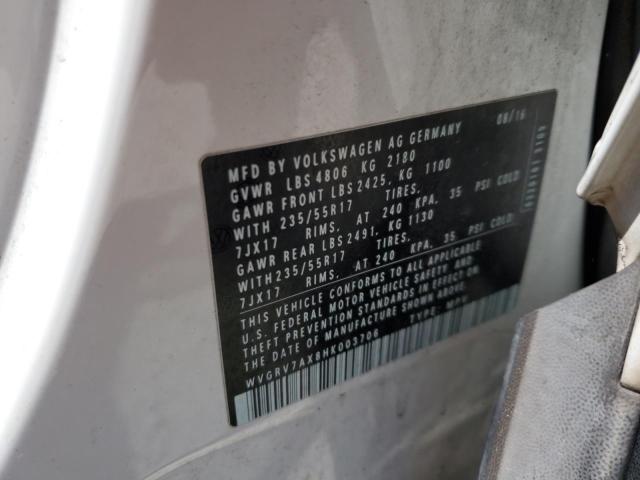 MFD BY VOLKSWAGEN AG GERMANY 08/16
GVWR LBS 4806 KG 2180
GAWR FRONT LBS 2425, KG 1100
WITH 235/55R17 TIRES,
7JX17 RIMS, AT 240 KPA, 35 PSI COLD
GAWR REAR LBS 2491, KG 1130
WITH 235/55R17 TIRES,
7JX17 RIMS, AT 240 KPA, 35 PSI COLD
THIS VEHICLE CONFORMS TO ALL APPLICABLE
U.S. FEDERAL MOTOR VEHICLE SAFETY, AND
THEFT PREVENTION STANDARDS IN EFFECT ON
THE DATE OF MANUFACTURE SHOWN ABOVE.
WVGRV7AX8HK003706 TYPE: MPV